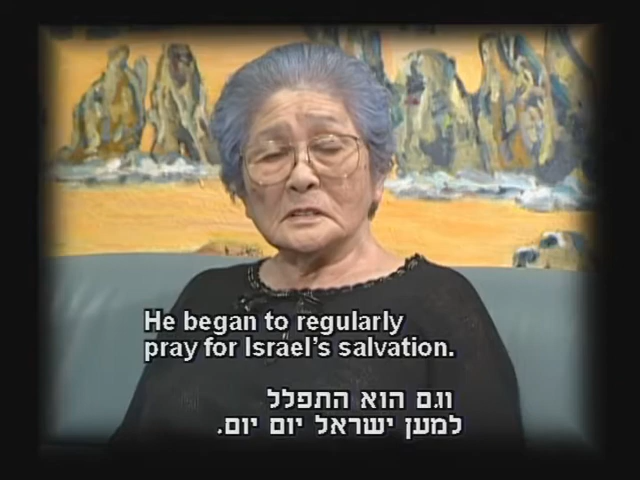 He began to regularly
pray for Israel's salvation.
וגם הוא התפלל
למען ישראל יום יום.